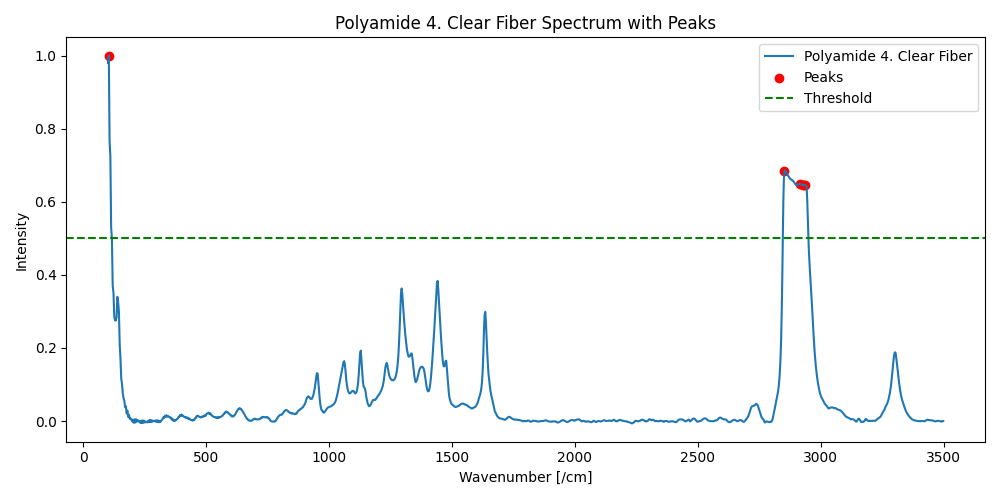 Polyamide 4. Clear Fiber Spectrum with Peaks
Polyamide 4. Clear Fiber
Peaks
Threshold
1.0
0.8
0.6
0.4
0.2
0.0
Intensity
0 500 1000 1500 2000 2500 3000 3500
Wavenumber [/cm]